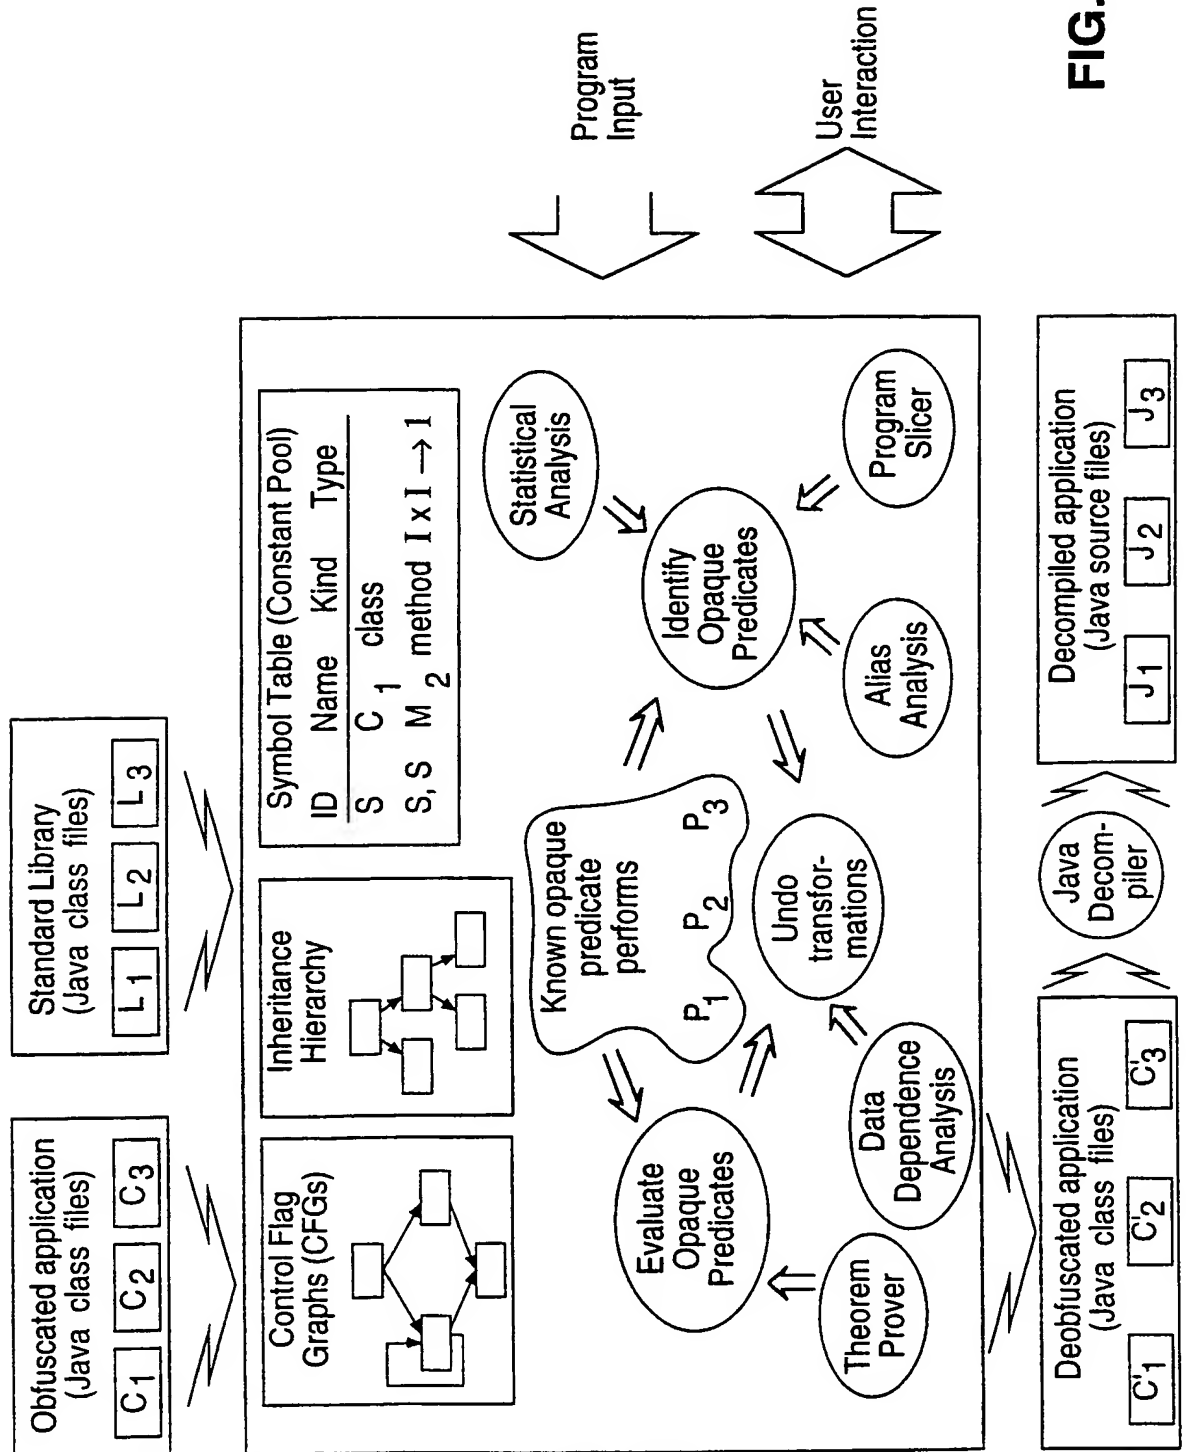 Obfuscated application
(Java class files)
C1 C2 C3
Standard Library
(Java class files)
L1 L2 L3
Control Flag
Graphs (CFGs)
Inheritance
Hierarchy
Symbol Table (Constant Pool)
ID Name Kind Type
S C1 class
S, S M2 method I x I → 1
Statistical
Analysis
Known opaque
predicate
performs
P1 P2 P3
Identify
Opaque
Predicates
Evaluate
Opaque
Predicates
Undo
transfor-
mations
Program
Slicer
Alias
Analysis
Data
Dependence
Analysis
Theorem
Prover
Program
Input
User
Interaction
Deobfuscated application
(Java class files)
C'1 C'2 C'3
Java
Decom-
piler
Decompiled application
(Java source files)
J1 J2 J3
FIG.